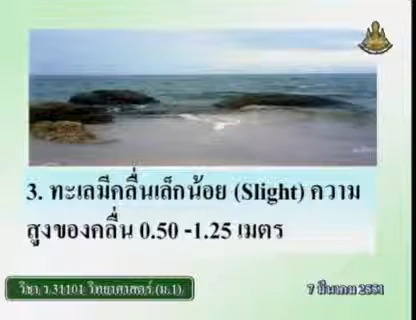 3. ทะเลมีคลื่นเล็กน้อย (Slight) ความ
สูงของคลื่น 0.50 -1.25 เมตร
วิชา ว 31101 วิทยาศาสตร์ (ม.1)
7 มีนาคม 2551